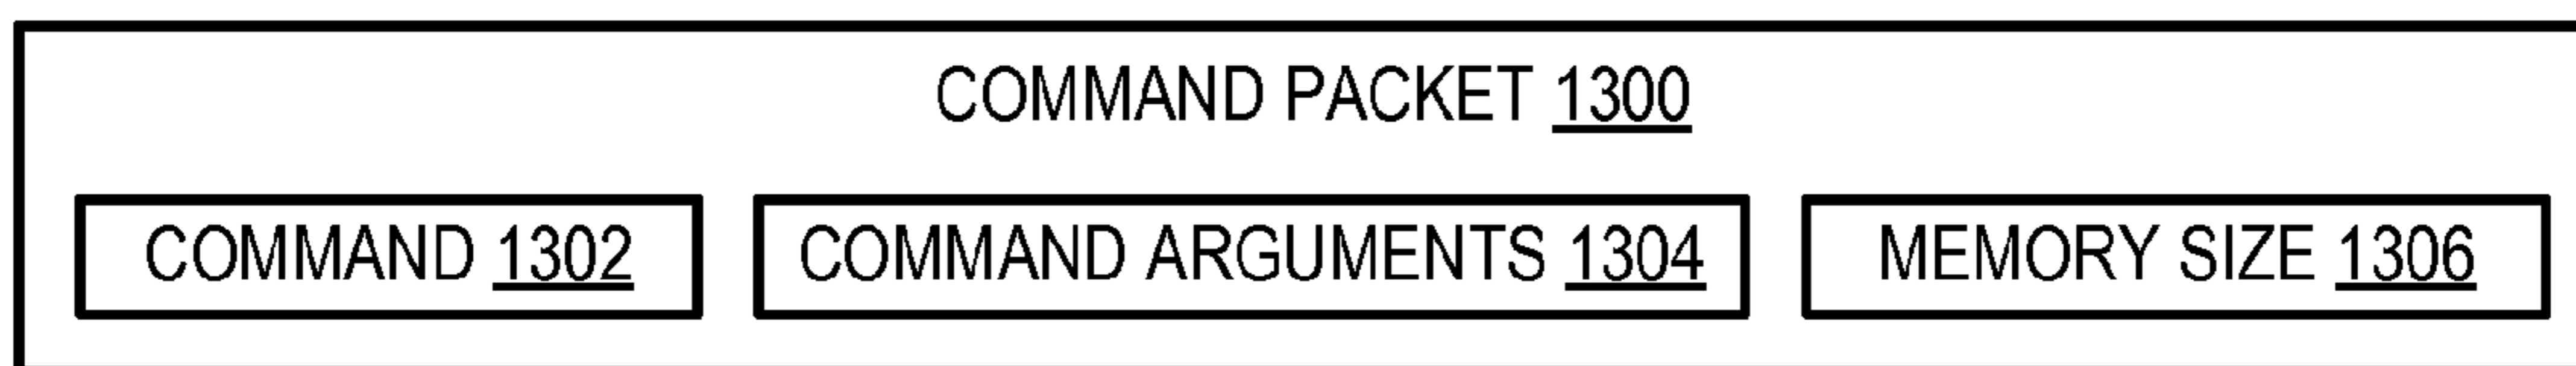 COMMAND PACKET 1300
COMMAND 1302 COMMAND ARGUMENTS 1304 MEMORY SIZE 1306